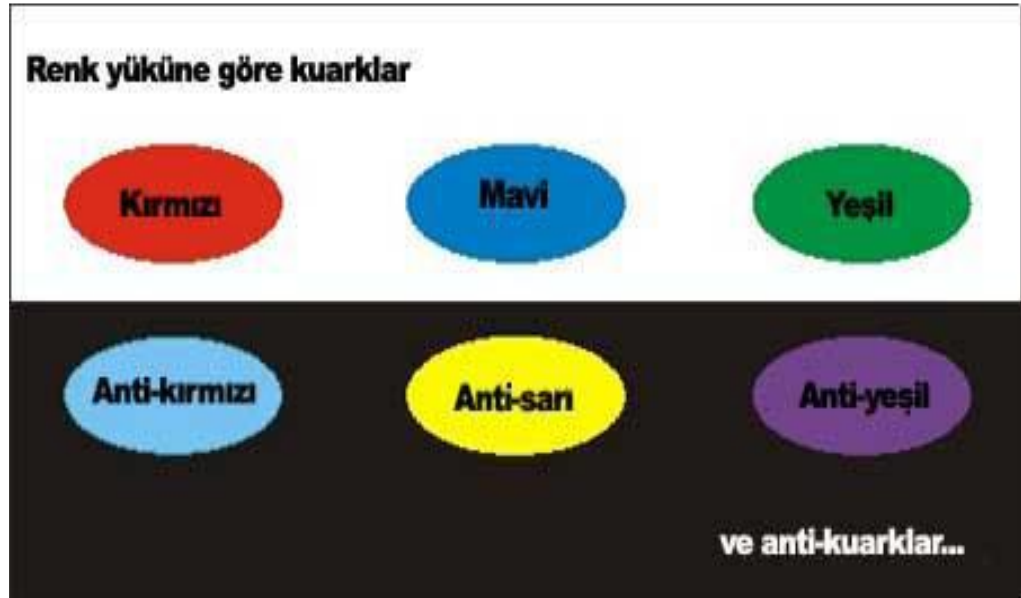 Renk yüküne göre kuarklar
Kırmızı
Mavi
Yeşil
Anti-kırmızı
Anti-sarı
Anti-yeşil
ve anti-kuarklar...